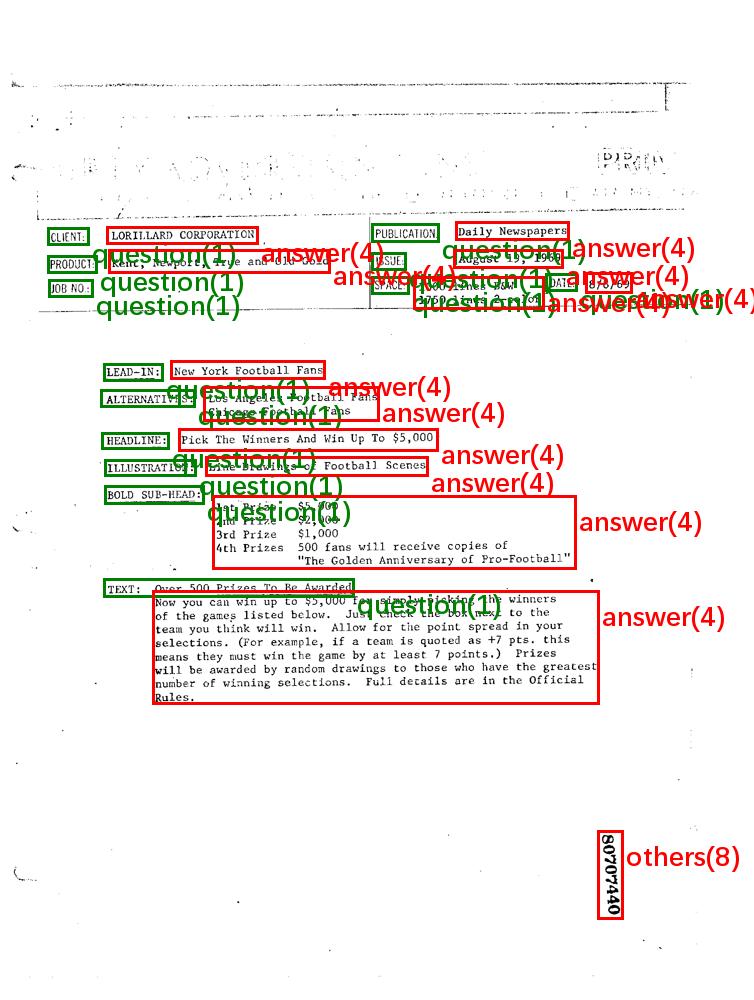 PRIN
CLIENT: LORILLARD CORPORATION
question(1) answer(4)
PUBLICATION: Daily Newspapers
question(1) answer(4)
PRODUCT: Kent, Newport, True and Old Gold
question(1) answer(4)
ISSUE: August 19, 1969
question(1) answer(4)
JOB NO.:
question(1)
SPACE: lines B&W
1750 lines 2 color
question(1) answer(4)
DATE: 8/8/69
question(1) answer(4)
LEAD-IN: New York Football Fans
question(1) answer(4)
ALTERNATIVES: Los Angeles Football Fans
Chicago Football Fans
question(1) answer(4)
HEADLINE: Pick The Winners And Win Up To $5,000
question(1) answer(4)
ILLUSTRATION: Line Drawings of Football Scenes
question(1) answer(4)
BOLD SUB-HEAD:
question(1)
1st Prize $5,000
2nd Prize $2,000
3rd Prize $1,000
4th Prizes 500 fans will receive copies of
"The Golden Anniversary of Pro-Football"
answer(4)
TEXT: Over 500 Prizes To Be Awarded
question(1)
Now you can win up to $5,000 for simply picking the winners
of the games listed below. Just check the box next to the
team you think will win. Allow for the point spread in your
selections. (For example, if a team is quoted as +7 pts. this
means they must win the game by at least 7 points.) Prizes
will be awarded by random drawings to those who have the greatest
number of winning selections. Full details are in the Official
Rules.
answer(4)
80707440
others(8)